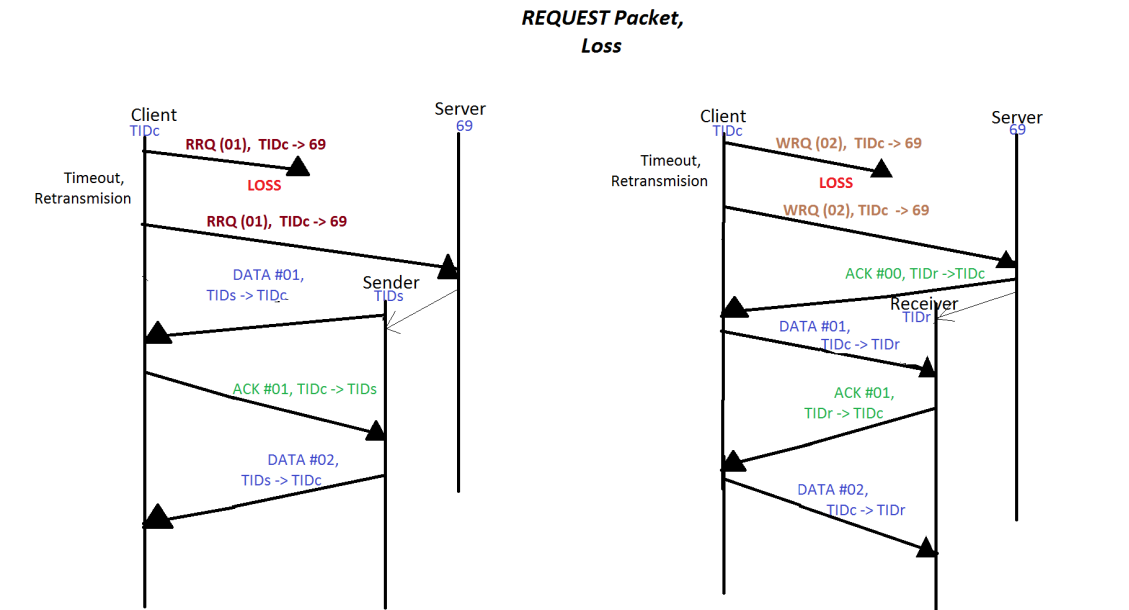 REQUEST Packet,
Loss
Client
TIDc
Server
69
RRQ (01), TIDc -> 69
LOSS
Timeout,
Retransmision
RRQ (01), TIDc -> 69
DATA #01,
TIDs -> TIDc
Sender
TIDs
ACK #01, TIDc -> TIDs
DATA #02,
TIDs -> TIDc
Client
TIDc
Server
69
WRQ (02), TIDc -> 69
LOSS
Timeout,
Retransmision
WRQ (02), TIDc -> 69
ACK #00, TIDr ->TIDc
Receiver
TIDr
DATA #01,
TIDc -> TIDr
ACK #01,
TIDr -> TIDc
DATA #02,
TIDc -> TIDr